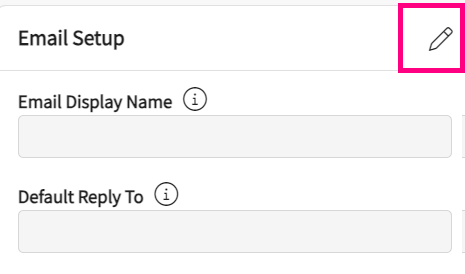 Email Setup
Email Display Name
Default Reply To